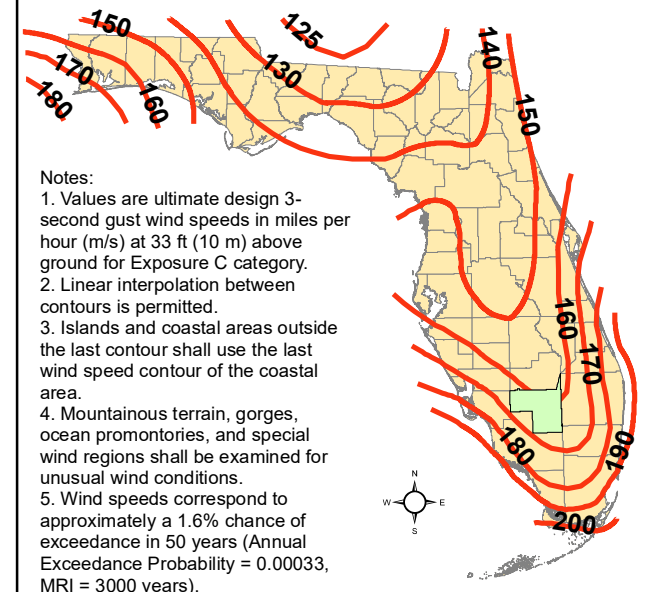 150
125
140
170
130
180
160
150
Notes:
1. Values are ultimate design 3-
second gust wind speeds in miles per
hour (m/s) at 33 ft (10 m) above
ground for Exposure C category.
2. Linear interpolation between
contours is permitted.
3. Islands and coastal areas outside
the last contour shall use the last
wind speed contour of the coastal
area.
4. Mountainous terrain, gorges,
ocean promontories, and special
wind regions shall be examined for
unusual wind conditions.
5. Wind speeds correspond to
approximately a 1.6% chance of
exceedance in 50 years (Annual
Exceedance Probability = 0.00033,
MRI = 3000 years).
160
170
180
190
200
N
W E
S